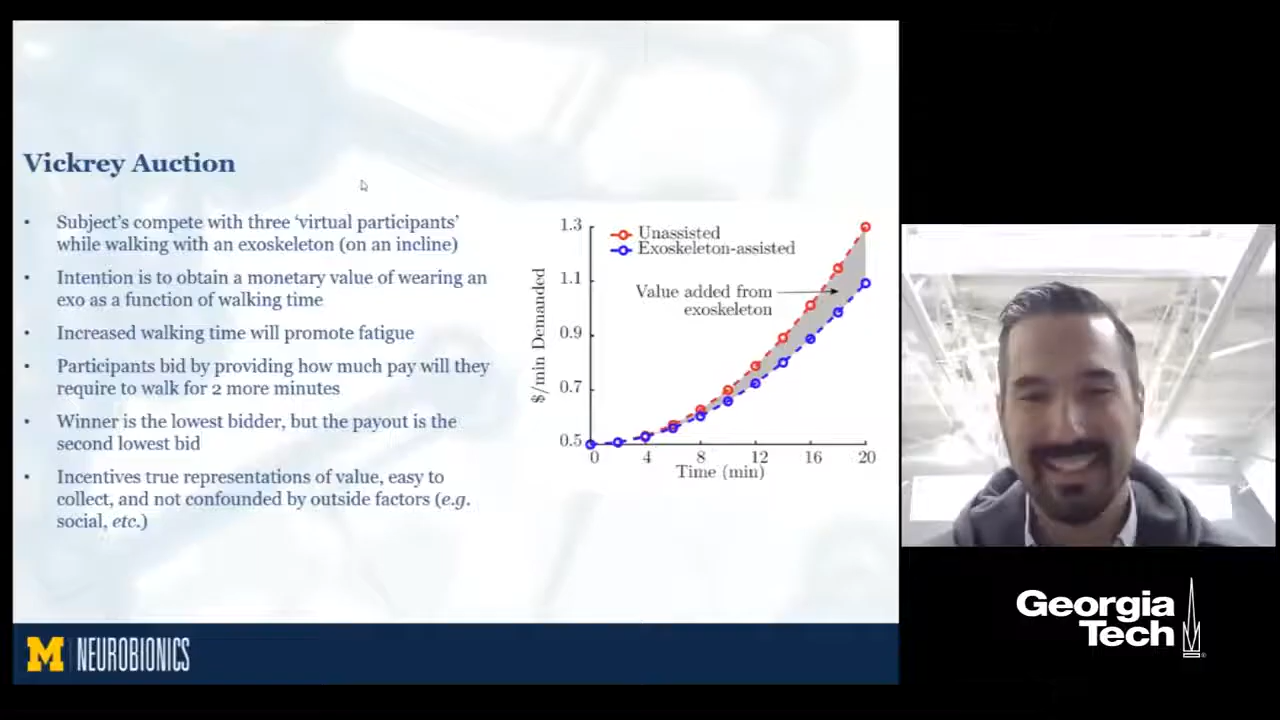 Vickrey Auction
• Subject's compete with three 'virtual participants'
while walking with an exoskeleton (on an incline)
• Intention is to obtain a monetary value of wearing an
exo as a function of walking time
• Increased walking time will promote fatigue
• Participants bid by providing how much pay will they
require to walk for 2 more minutes
• Winner is the lowest bidder, but the payout is the
second lowest bid
• Incentives true representations of value, easy to
collect, and not confounded by outside factors (e.g.
social, etc.)
$/min Demanded
1.3
1.1
0.9
0.7
0.5
Unassisted
Exoskeleton-assisted
Value added from
exoskeleton
0 4 8 12 16 20
Time (min)
M NEUROBIONICS
Georgia
Tech